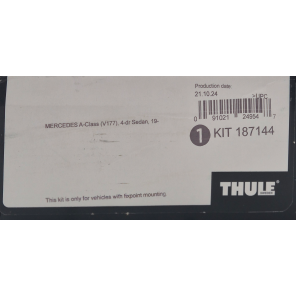 Production date
21.10.24
UPC
0 91021 24954 7
MERCEDES A-Class (V177), 4-dr Sedan, 19-
1 KIT 187144
THULE
This kit is only for vehicles with fixpoint mounting.